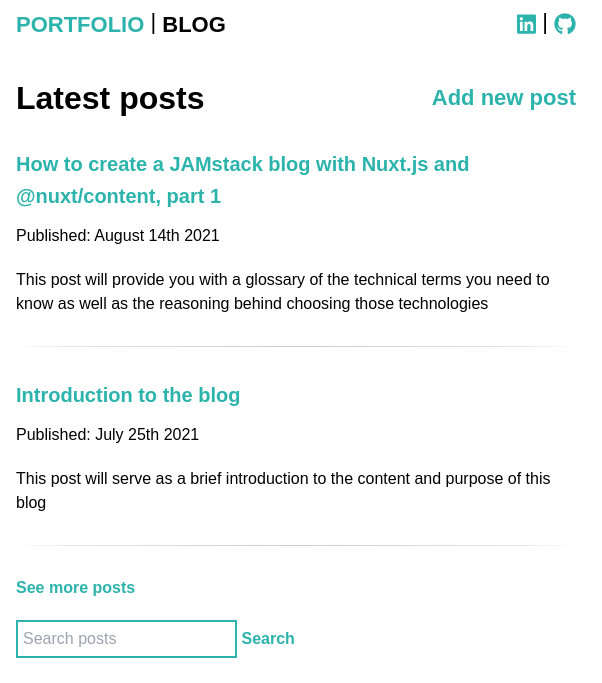 PORTFOLIO | BLOG
Latest posts
Add new post
How to create a JAMstack blog with Nuxt.js and
@nuxt/content, part 1
Published: August 14th 2021
This post will provide you with a glossary of the technical terms you need to
know as well as the reasoning behind choosing those technologies
Introduction to the blog
Published: July 25th 2021
This post will serve as a brief introduction to the content and purpose of this
blog
See more posts
Search posts
Search